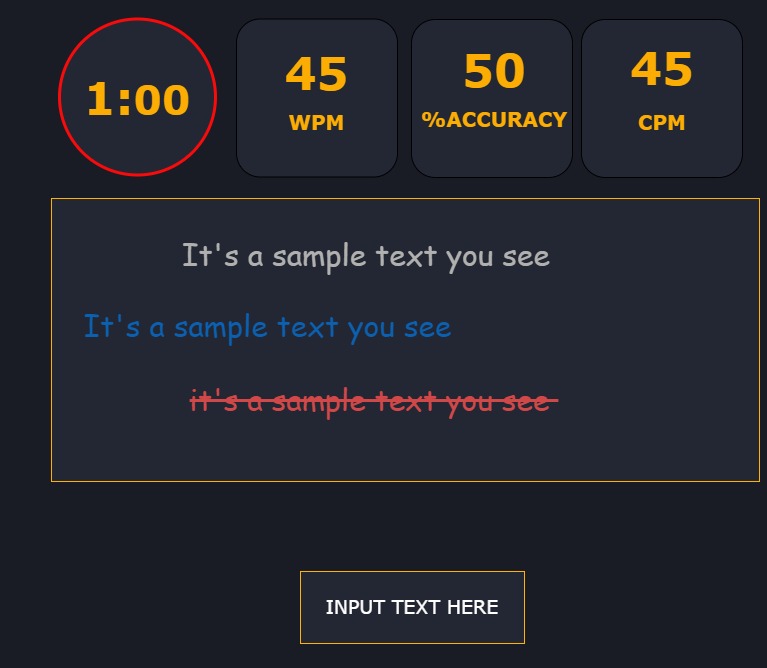 1:00
45
WPM
50
%ACCURACY
45
CPM
It's a sample text you see
It's a sample text you see
it's a sample text you see
INPUT TEXT HERE